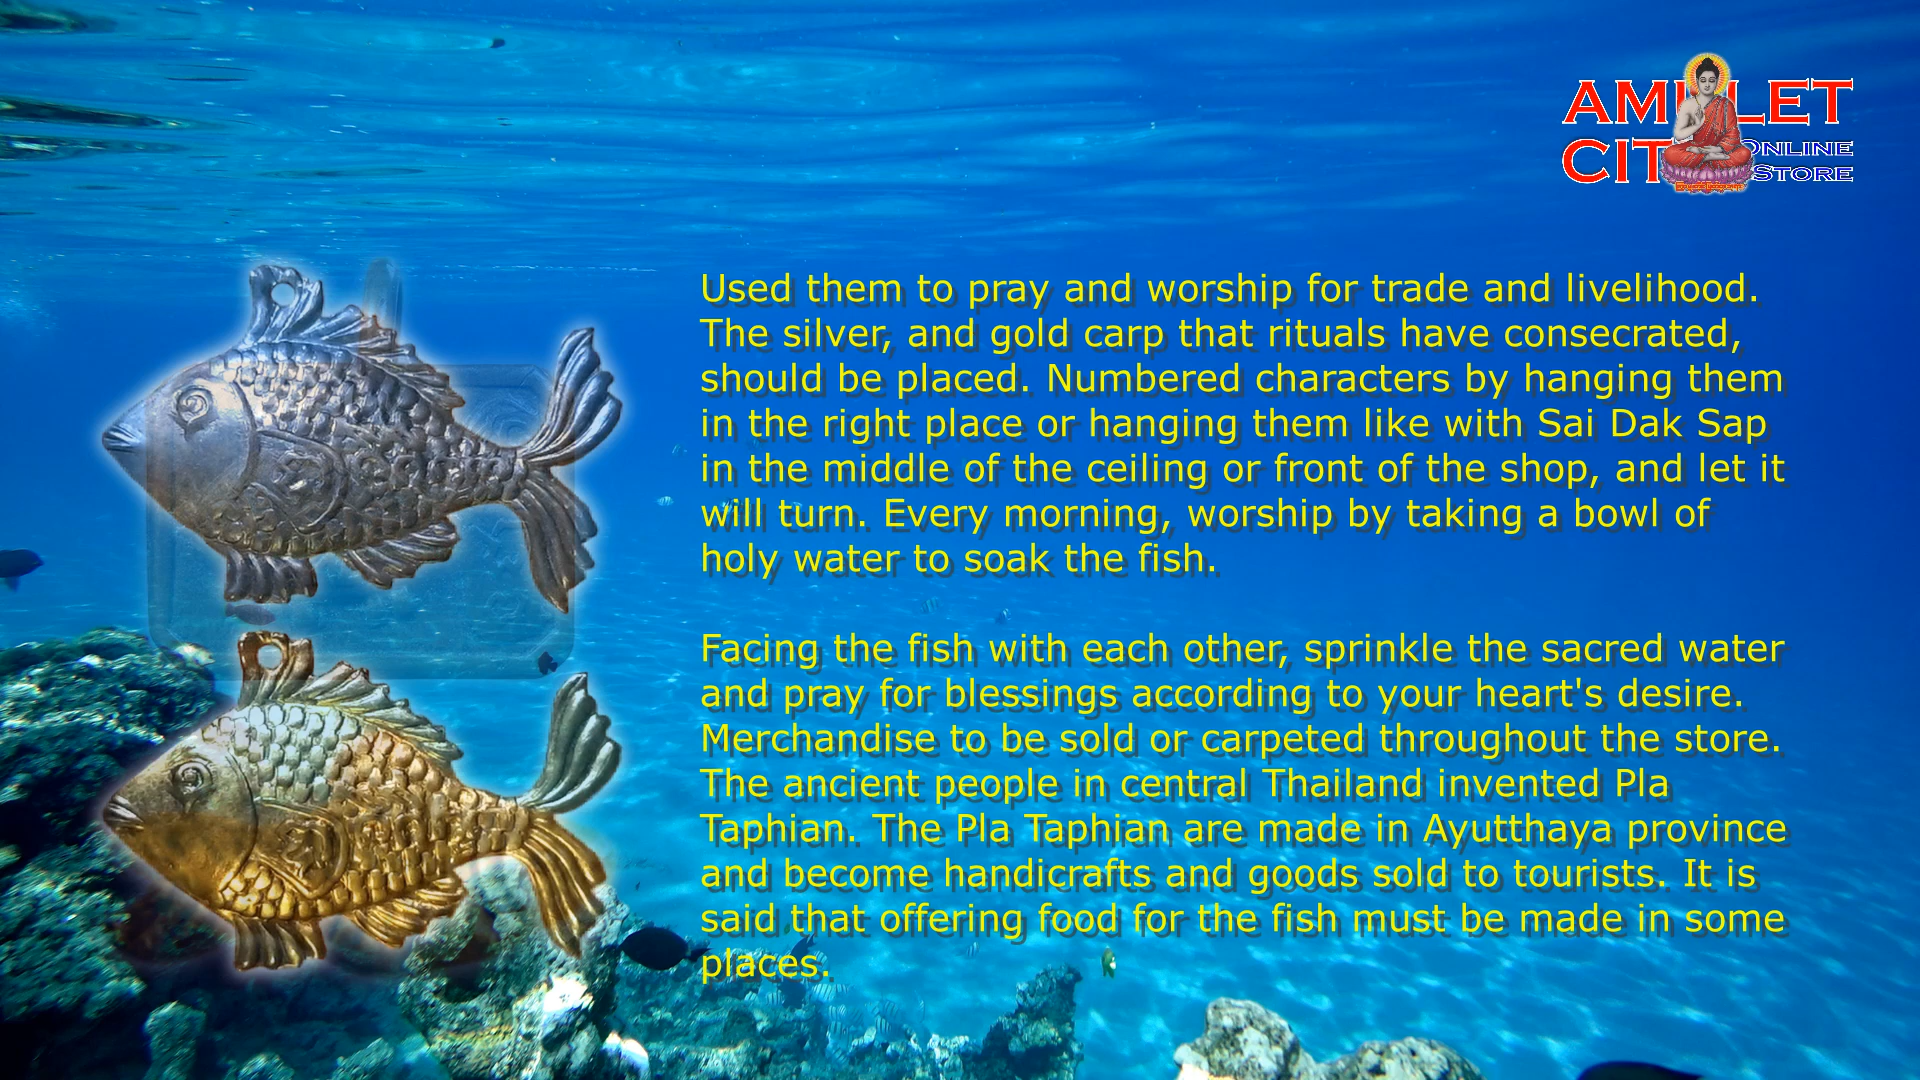 AMULET
CITY ONLINE
STORE
Used them to pray and worship for trade and livelihood.
The silver, and gold carp that rituals have consecrated,
should be placed. Numbered characters by hanging them
in the right place or hanging them like with Sai Dak Sap
in the middle of the ceiling or front of the shop, and let it
will turn. Every morning, worship by taking a bowl of
holy water to soak the fish.
Facing the fish with each other, sprinkle the sacred water
and pray for blessings according to your heart's desire.
Merchandise to be sold or carpeted throughout the store.
The ancient people in central Thailand invented Pla
Taphian. The Pla Taphian are made in Ayutthaya province
and become handicrafts and goods sold to tourists. It is
said that offering food for the fish must be made in some
places.